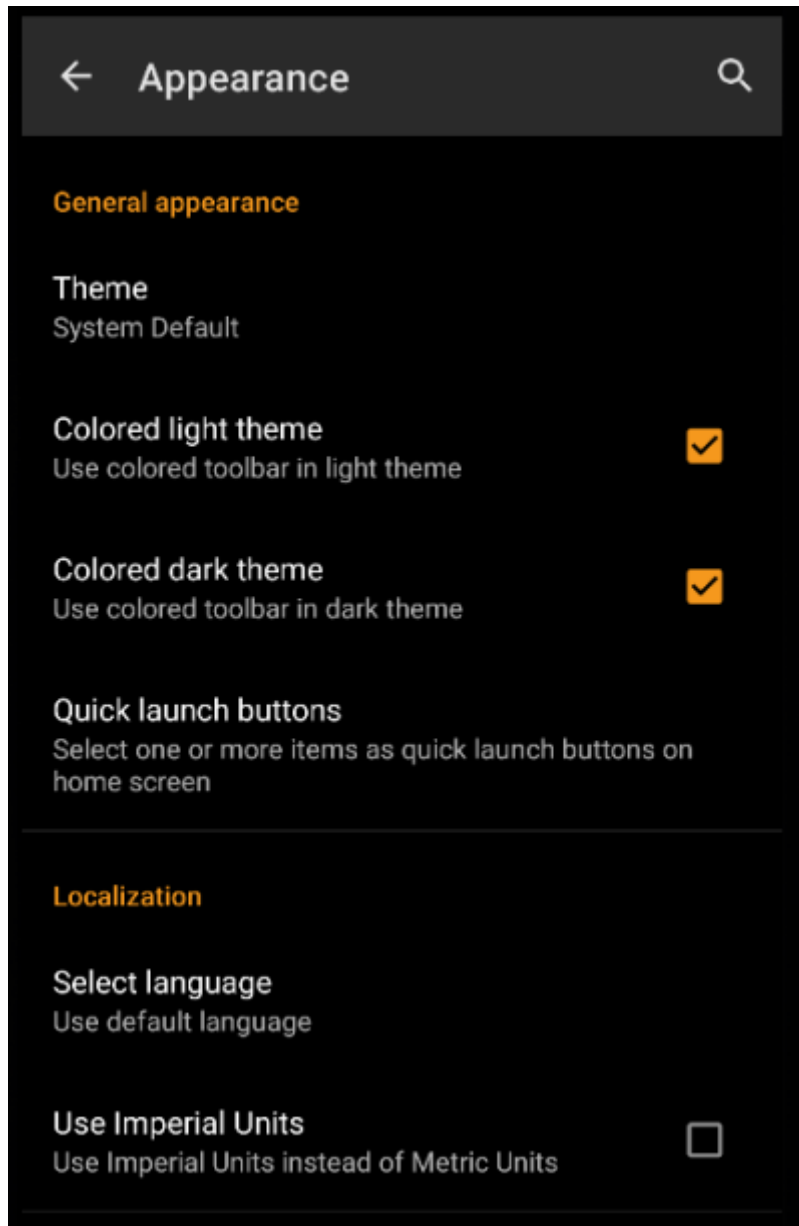 Appearance
General appearance
Theme
System Default
Colored light theme
Use colored toolbar in light theme
Colored dark theme
Use colored toolbar in dark theme
Quick launch buttons
Select one or more items as quick launch buttons on
home screen
Localization
Select language
Use default language
Use Imperial Units
Use Imperial Units instead of Metric Units